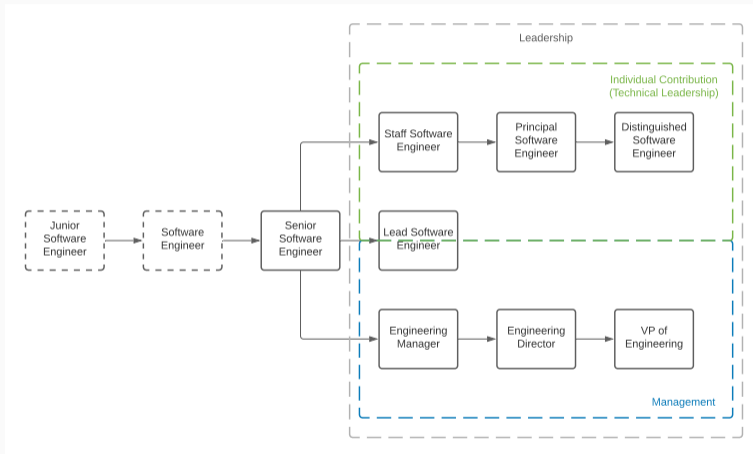 Leadership
Individual Contribution
(Technical Leadership)
Staff Software
Engineer
Principal
Software
Engineer
Distinguished
Software
Engineer
Junior
Software
Engineer
Software
Engineer
Senior
Software
Engineer
Lead Software
Engineer
Engineering
Manager
Engineering
Director
VP of
Engineering
Management